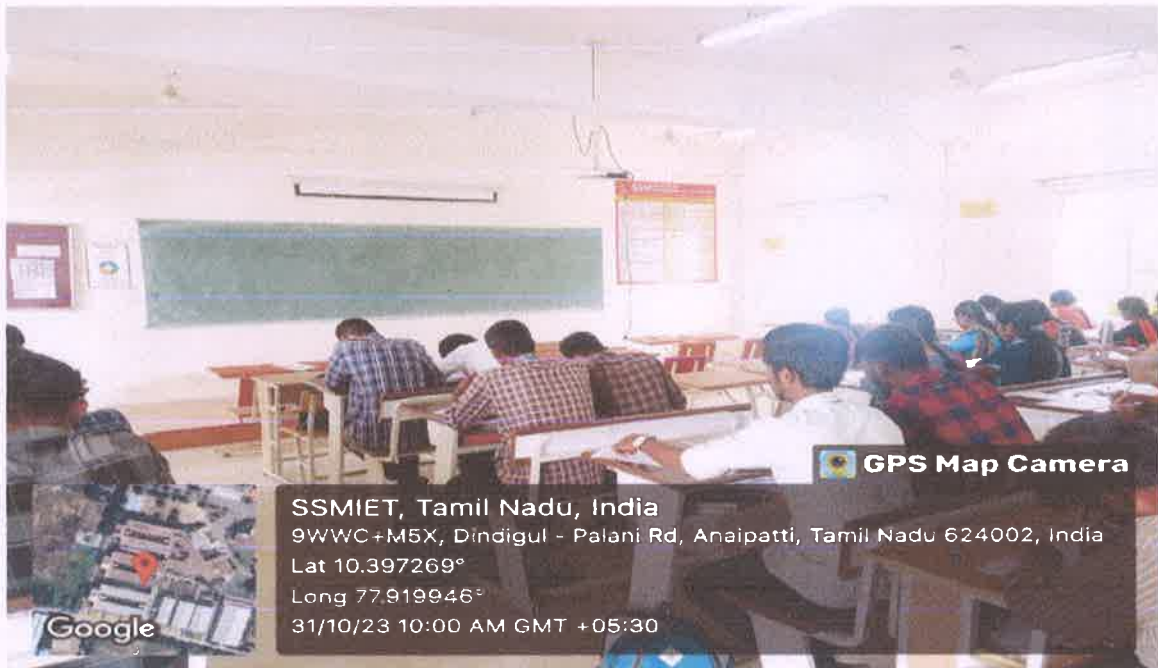 GPS Map Camera
SSMIET, Tamil Nadu, India
9WWC+M5X, Dindigul - Palani Rd, Anaipatti, Tamil Nadu 624002, India
Lat 10.397269°
Long 77.919946°
31/10/23 10:00 AM GMT +05:30
Google